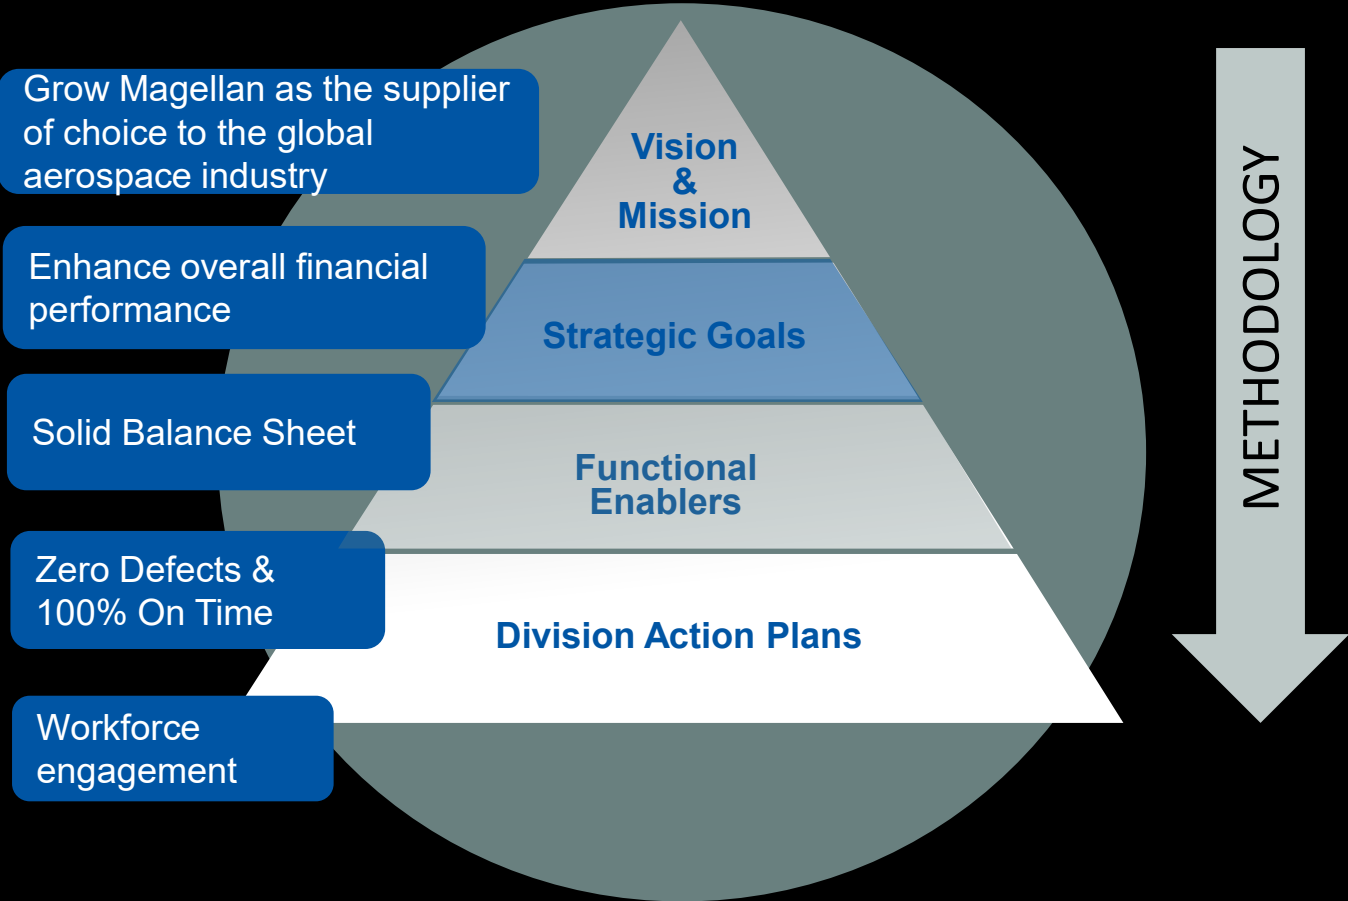 Grow Magellan as the supplier
of choice to the global
aerospace industry
Enhance overall financial
performance
Solid Balance Sheet
Zero Defects &
100% On Time
Workforce
engagement
Vision
&
Mission
Strategic Goals
Functional
Enablers
Division Action Plans
METHODOLOGY